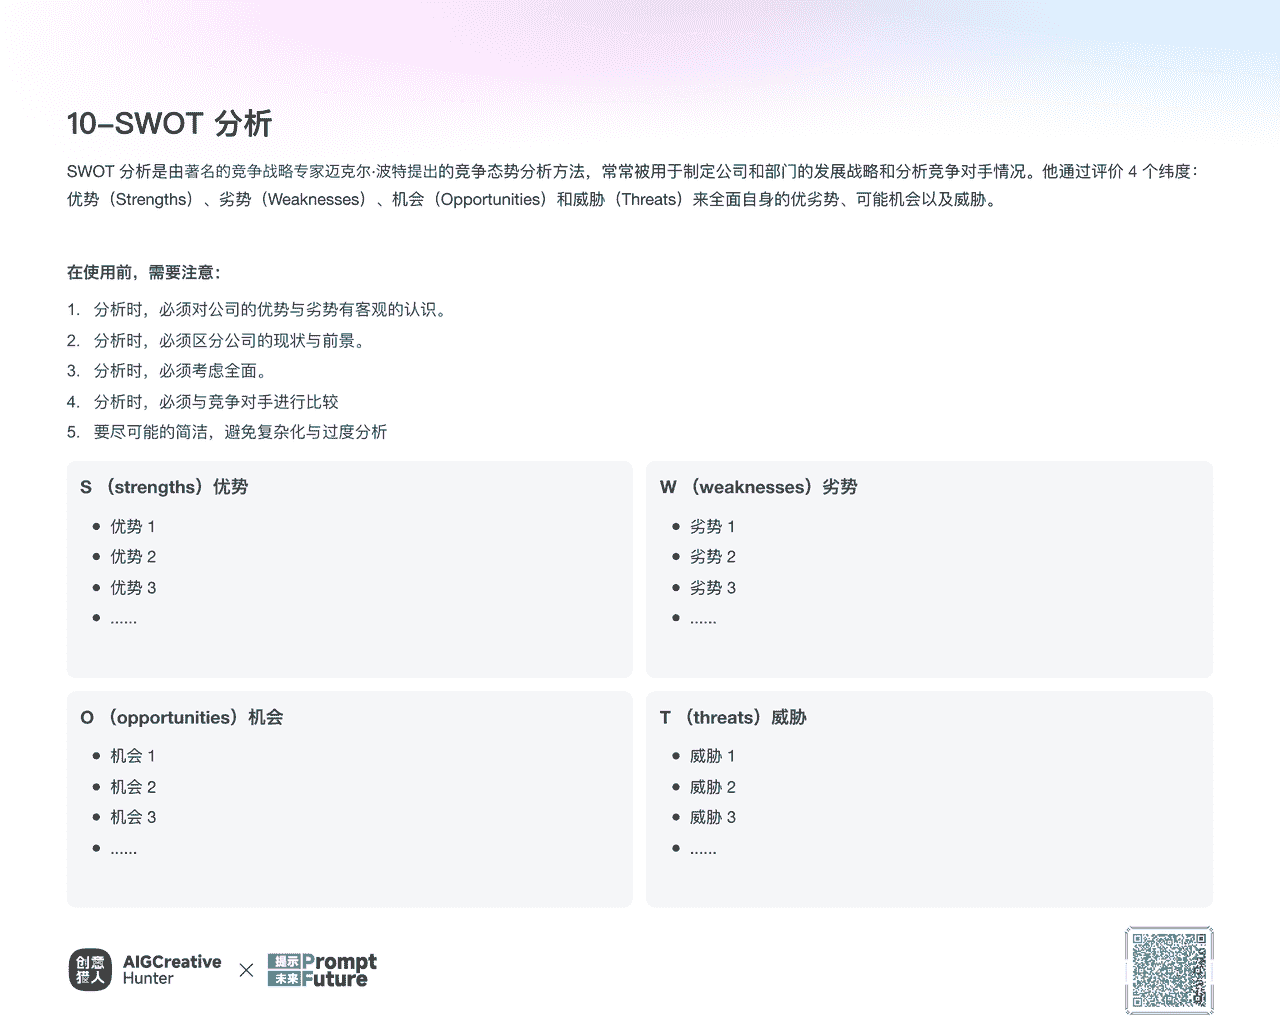 10-SWOT 分析
SWOT 分析是由著名的竞争战略专家迈克尔·波特提出的竞争态势分析方法，常常被用于制定公司和部门的发展战略和分析竞争对手情况。他通过评价 4 个纬度：
优势（Strengths）、劣势（Weaknesses）、机会（Opportunities）和威胁（Threats）来全面自身的优劣势、可能机会以及威胁。
在使用前，需要注意：
1. 分析时，必须对公司的优势与劣势有客观的认识。
2. 分析时，必须区分公司的现状与前景。
3. 分析时，必须考虑全面。
4. 分析时，必须与竞争对手进行比较
5. 要尽可能的简洁，避免复杂化与过度分析
S （strengths）优势
• 优势 1
• 优势 2
• 优势 3
• ......
W （weaknesses）劣势
• 劣势 1
• 劣势 2
• 劣势 3
• ......
O （opportunities）机会
• 机会 1
• 机会 2
• 机会 3
• ......
T （threats）威胁
• 威胁 1
• 威胁 2
• 威胁 3
• ......
创意
猎人
AIGCreative
Hunter
×
提示 Prompt
未来 Future